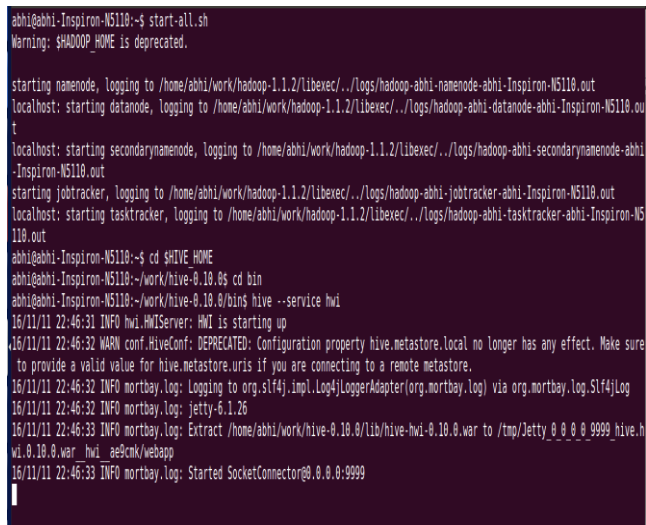 abhi@abhi-Inspiron-N5110:~$ start-all.sh
Warning: $HADOOP_HOME is deprecated.
starting namenode, logging to /home/abhi/work/hadoop-1.1.2/libexec/../logs/hadoop-abhi-namenode-abhi-Inspiron-N5110.out
localhost: starting datanode, logging to /home/abhi/work/hadoop-1.1.2/libexec/../logs/hadoop-abhi-datanode-abhi-Inspiron-N5110.ou
t
localhost: starting secondarynamenode, logging to /home/abhi/work/hadoop-1.1.2/libexec/../logs/hadoop-abhi-secondarynamenode-abhi
-Inspiron-N5110.out
starting jobtracker, logging to /home/abhi/work/hadoop-1.1.2/libexec/../logs/hadoop-abhi-jobtracker-abhi-Inspiron-N5110.out
localhost: starting tasktracker, logging to /home/abhi/work/hadoop-1.1.2/libexec/../logs/hadoop-abhi-tasktracker-abhi-Inspiron-N5
110.out
abhi@abhi-Inspiron-N5110:~$ cd $HIVE_HOME
abhi@abhi-Inspiron-N5110:~/work/hive-0.10.0$ cd bin
abhi@abhi-Inspiron-N5110:~/work/hive-0.10.0/bin$ hive --service hwi
16/11/11 22:46:31 INFO hwi.HWIServer: HWI is starting up
16/11/11 22:46:32 WARN conf.HiveConf: DEPRECATED: Configuration property hive.metastore.local no longer has any effect. Make sure
to provide a valid value for hive.metastore.uris if you are connecting to a remote metastore.
16/11/11 22:46:32 INFO mortbay.log: Logging to org.slf4j.impl.Log4jLoggerAdapter(org.mortbay.log) via org.mortbay.log.Slf4jLog
16/11/11 22:46:32 INFO mortbay.log: jetty-6.1.26
16/11/11 22:46:33 INFO mortbay.log: Extract /home/abhi/work/hive-0.10.0/lib/hive-hwi-0.10.0.war to /tmp/Jetty_0_0_0_0_9999_hive.h
wi.0.10.0.war__hwi__ae9cmk/webapp
16/11/11 22:46:33 INFO mortbay.log: Started SocketConnector@0.0.0.0:9999